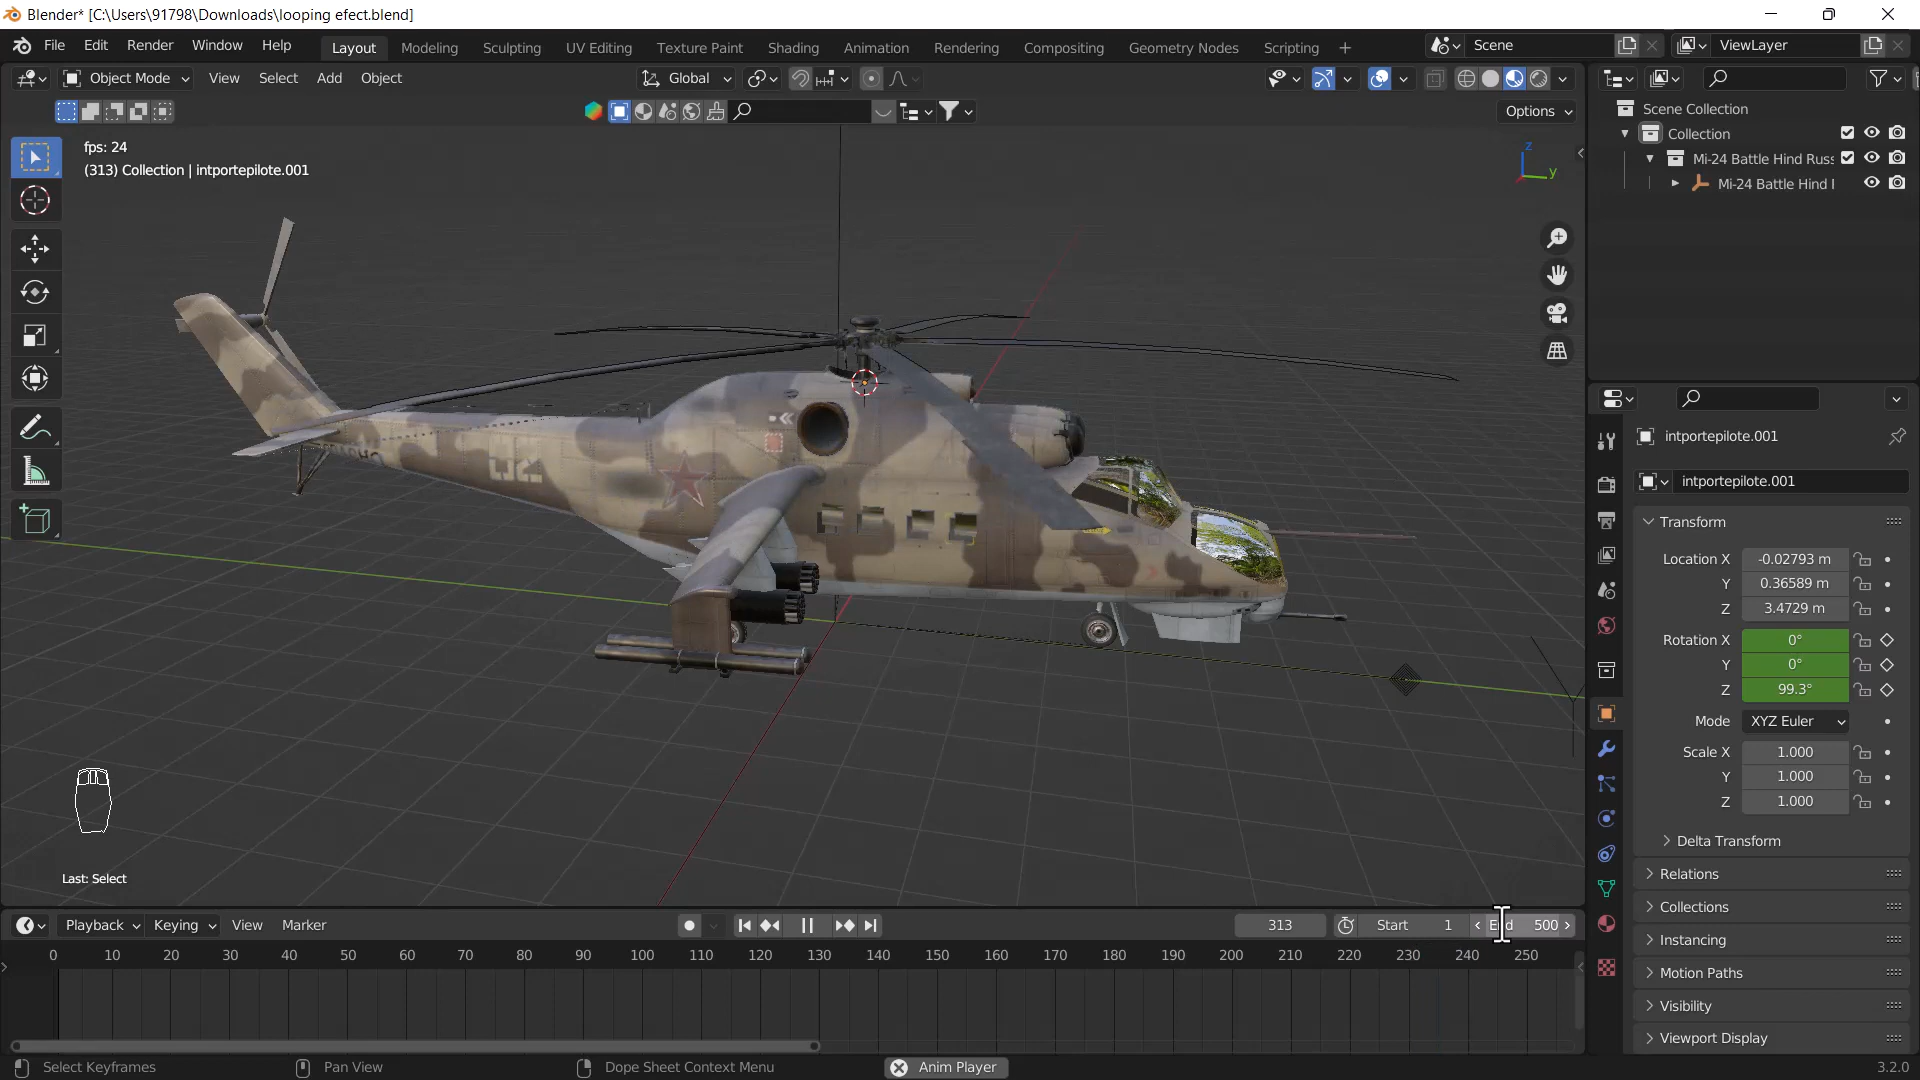 Blender* [C:\Users\91798\Downloads\looping efect.blend]
File Edit Render Window Help
Layout Modeling Sculpting UV Editing Texture Paint Shading Animation Rendering Compositing Geometry Nodes Scripting +
Scene
ViewLayer
Object Mode View Select Add Object
Global
Options
fps: 24
(313) Collection | intportepilote.001
Z
Y
Last: Select
Scene Collection
Collection
Mi-24 Battle Hind Russ
Mi-24 Battle Hind I
intportepilote.001
intportepilote.001
Transform
Location X -0.02793 m
Y 0.36589 m
Z 3.4729 m
Rotation X 0°
Y 0°
Z 99.3°
Mode XYZ Euler
Scale X 1.000
Y 1.000
Z 1.000
Delta Transform
Relations
Collections
Instancing
Motion Paths
Visibility
Viewport Display
Playback Keying View Marker
313
Start 1
End 500
0 10 20 30 40 50 60 70 80 90 100 110 120 130 140 150 160 170 180 190 200 210 220 230 240 250
Select Keyframes
Pan View
Dope Sheet Context Menu
Anim Player
3.2.0